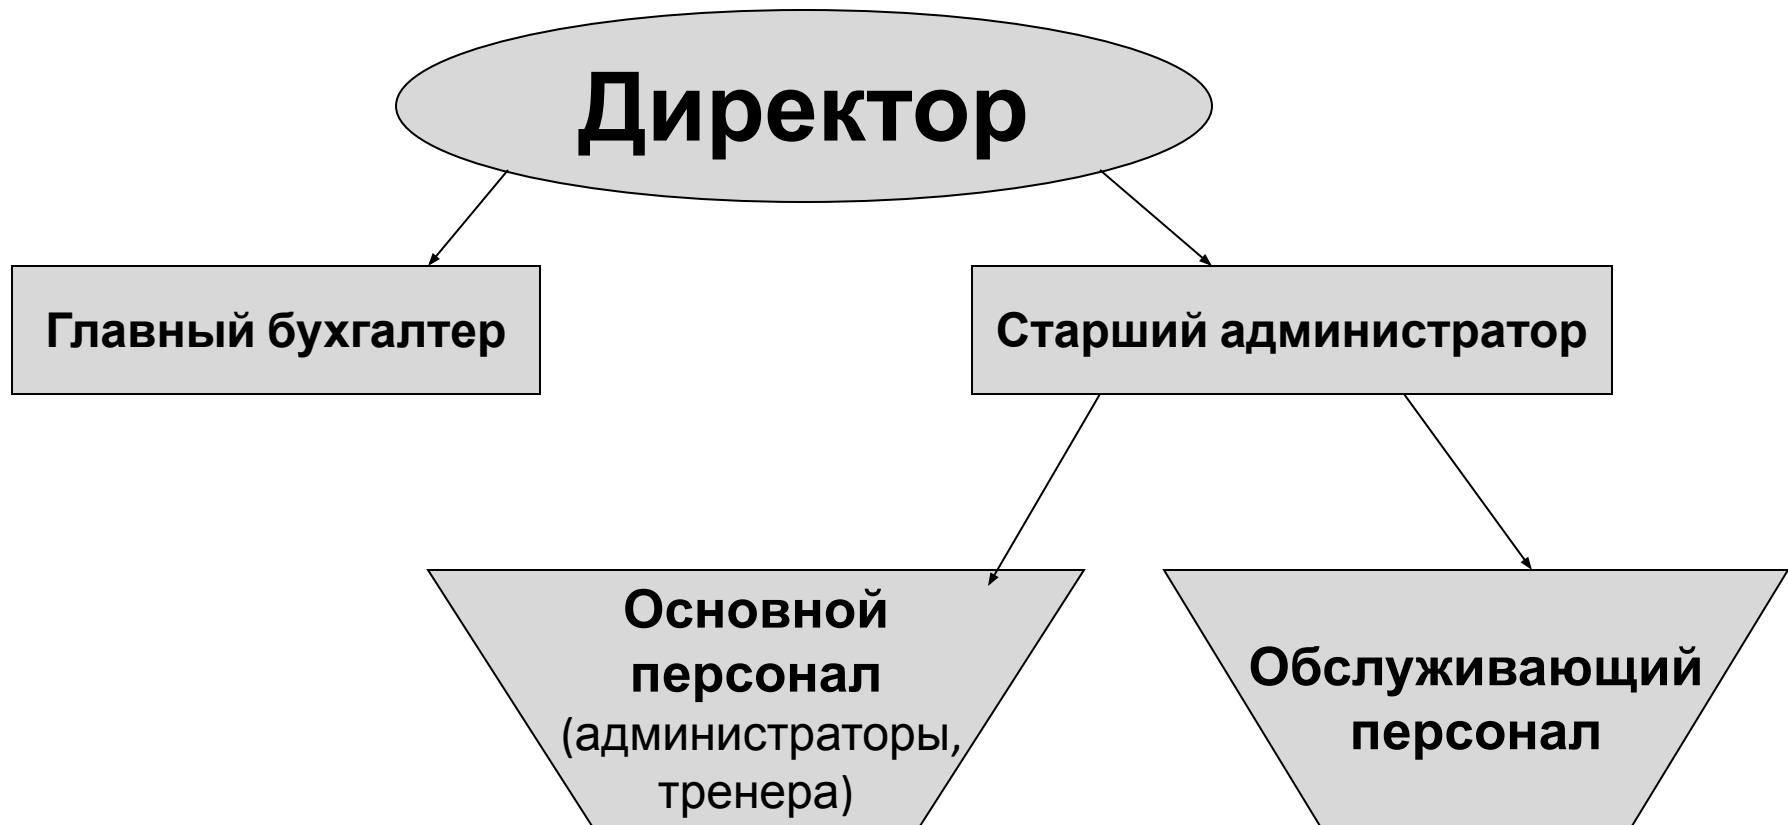 Директор
Главный бухгалтер
Старший администратор
Основной
персонал
(администраторы,
тренера)
Обслуживающий
персонал